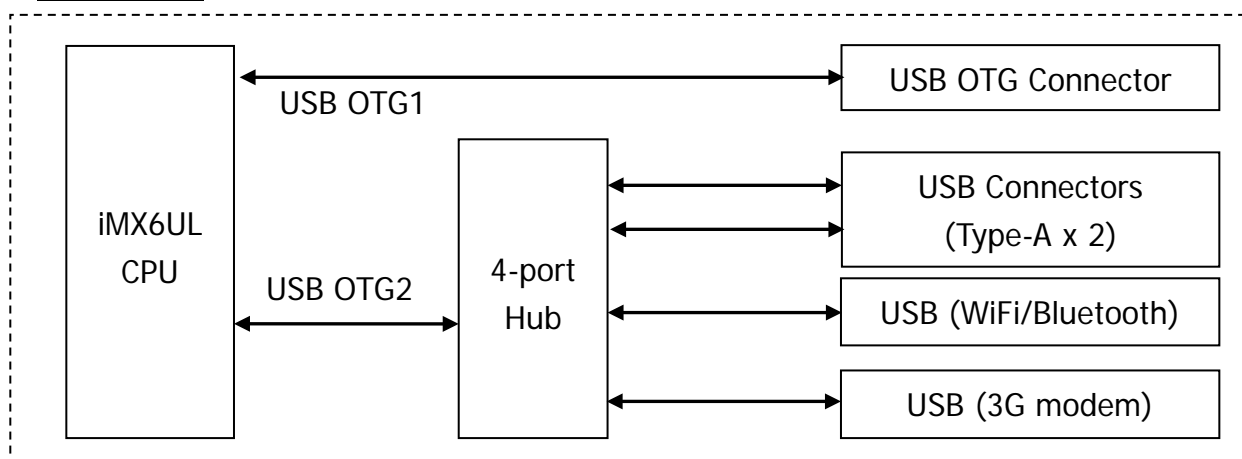 USB OTG Connector
USB OTG1
USB Connectors
(Type-A x 2)
iMX6UL
CPU
4-port
Hub
USB OTG2
USB (WiFi/Bluetooth)
USB (3G modem)